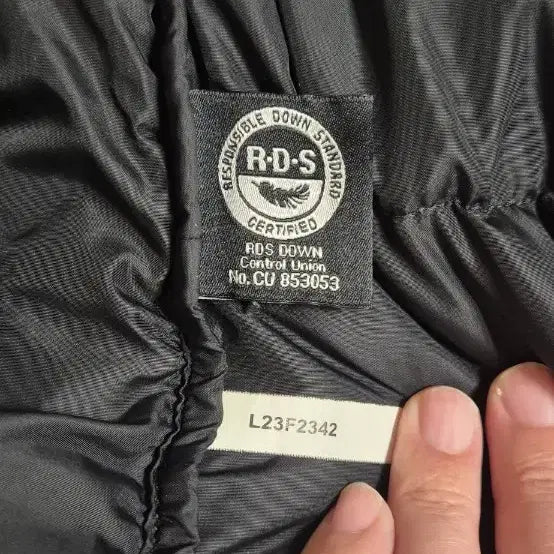 RESPONSIBLE DOWN STANDARD
R·D·S
CERTIFIED
RDS DOWN
Control Union
No. CU 853053
L23F2342